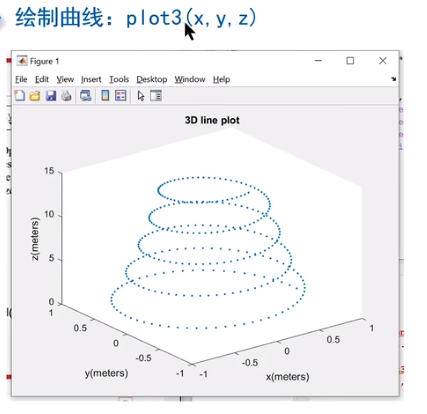 绘制曲线：plot3(x,y,z)
Figure 1
File Edit View Insert Tools Desktop Window Help
3D line plot
15
10
5
0
z(meters)
1
0.5
0
-0.5
-1
y(meters)
-1
-0.5
0
0.5
1
x(meters)